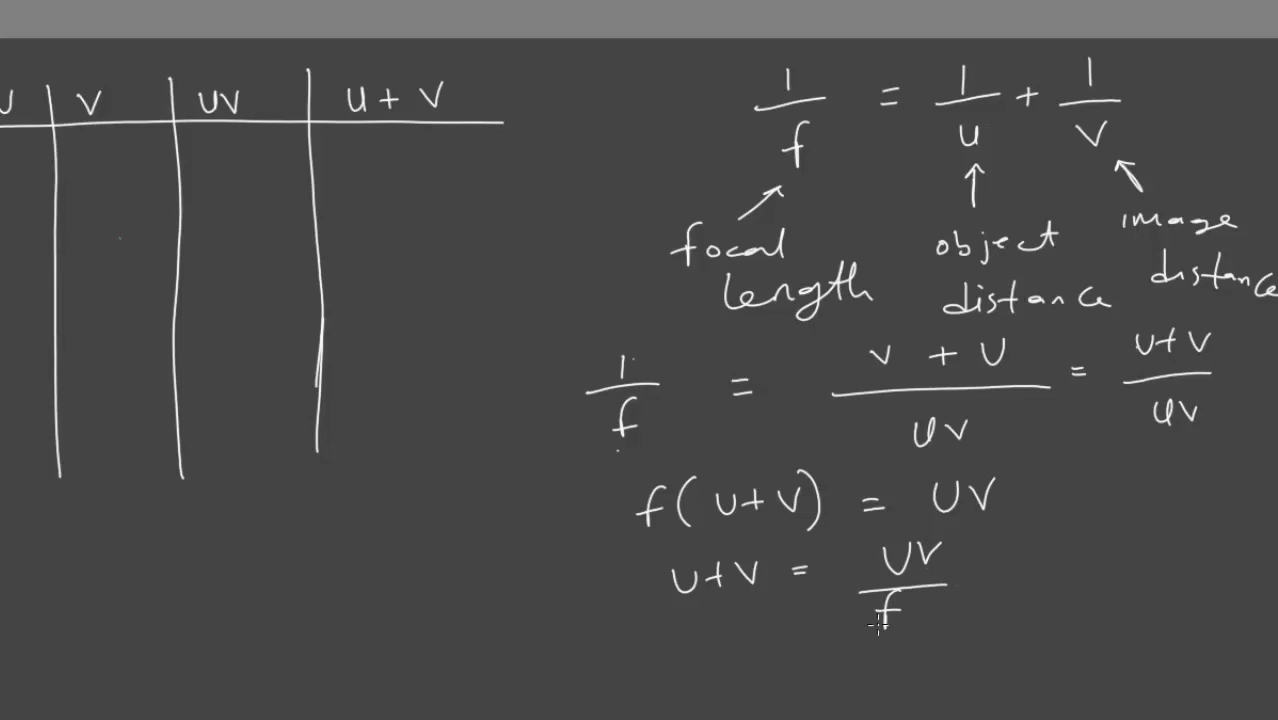 U | V | UV | U + V
1/f = 1/u + 1/v
focal length
object distance
image distance
1/f = (v + u)/uv = (u+v)/uv
f(u+v) = uv
u+v = uv/f